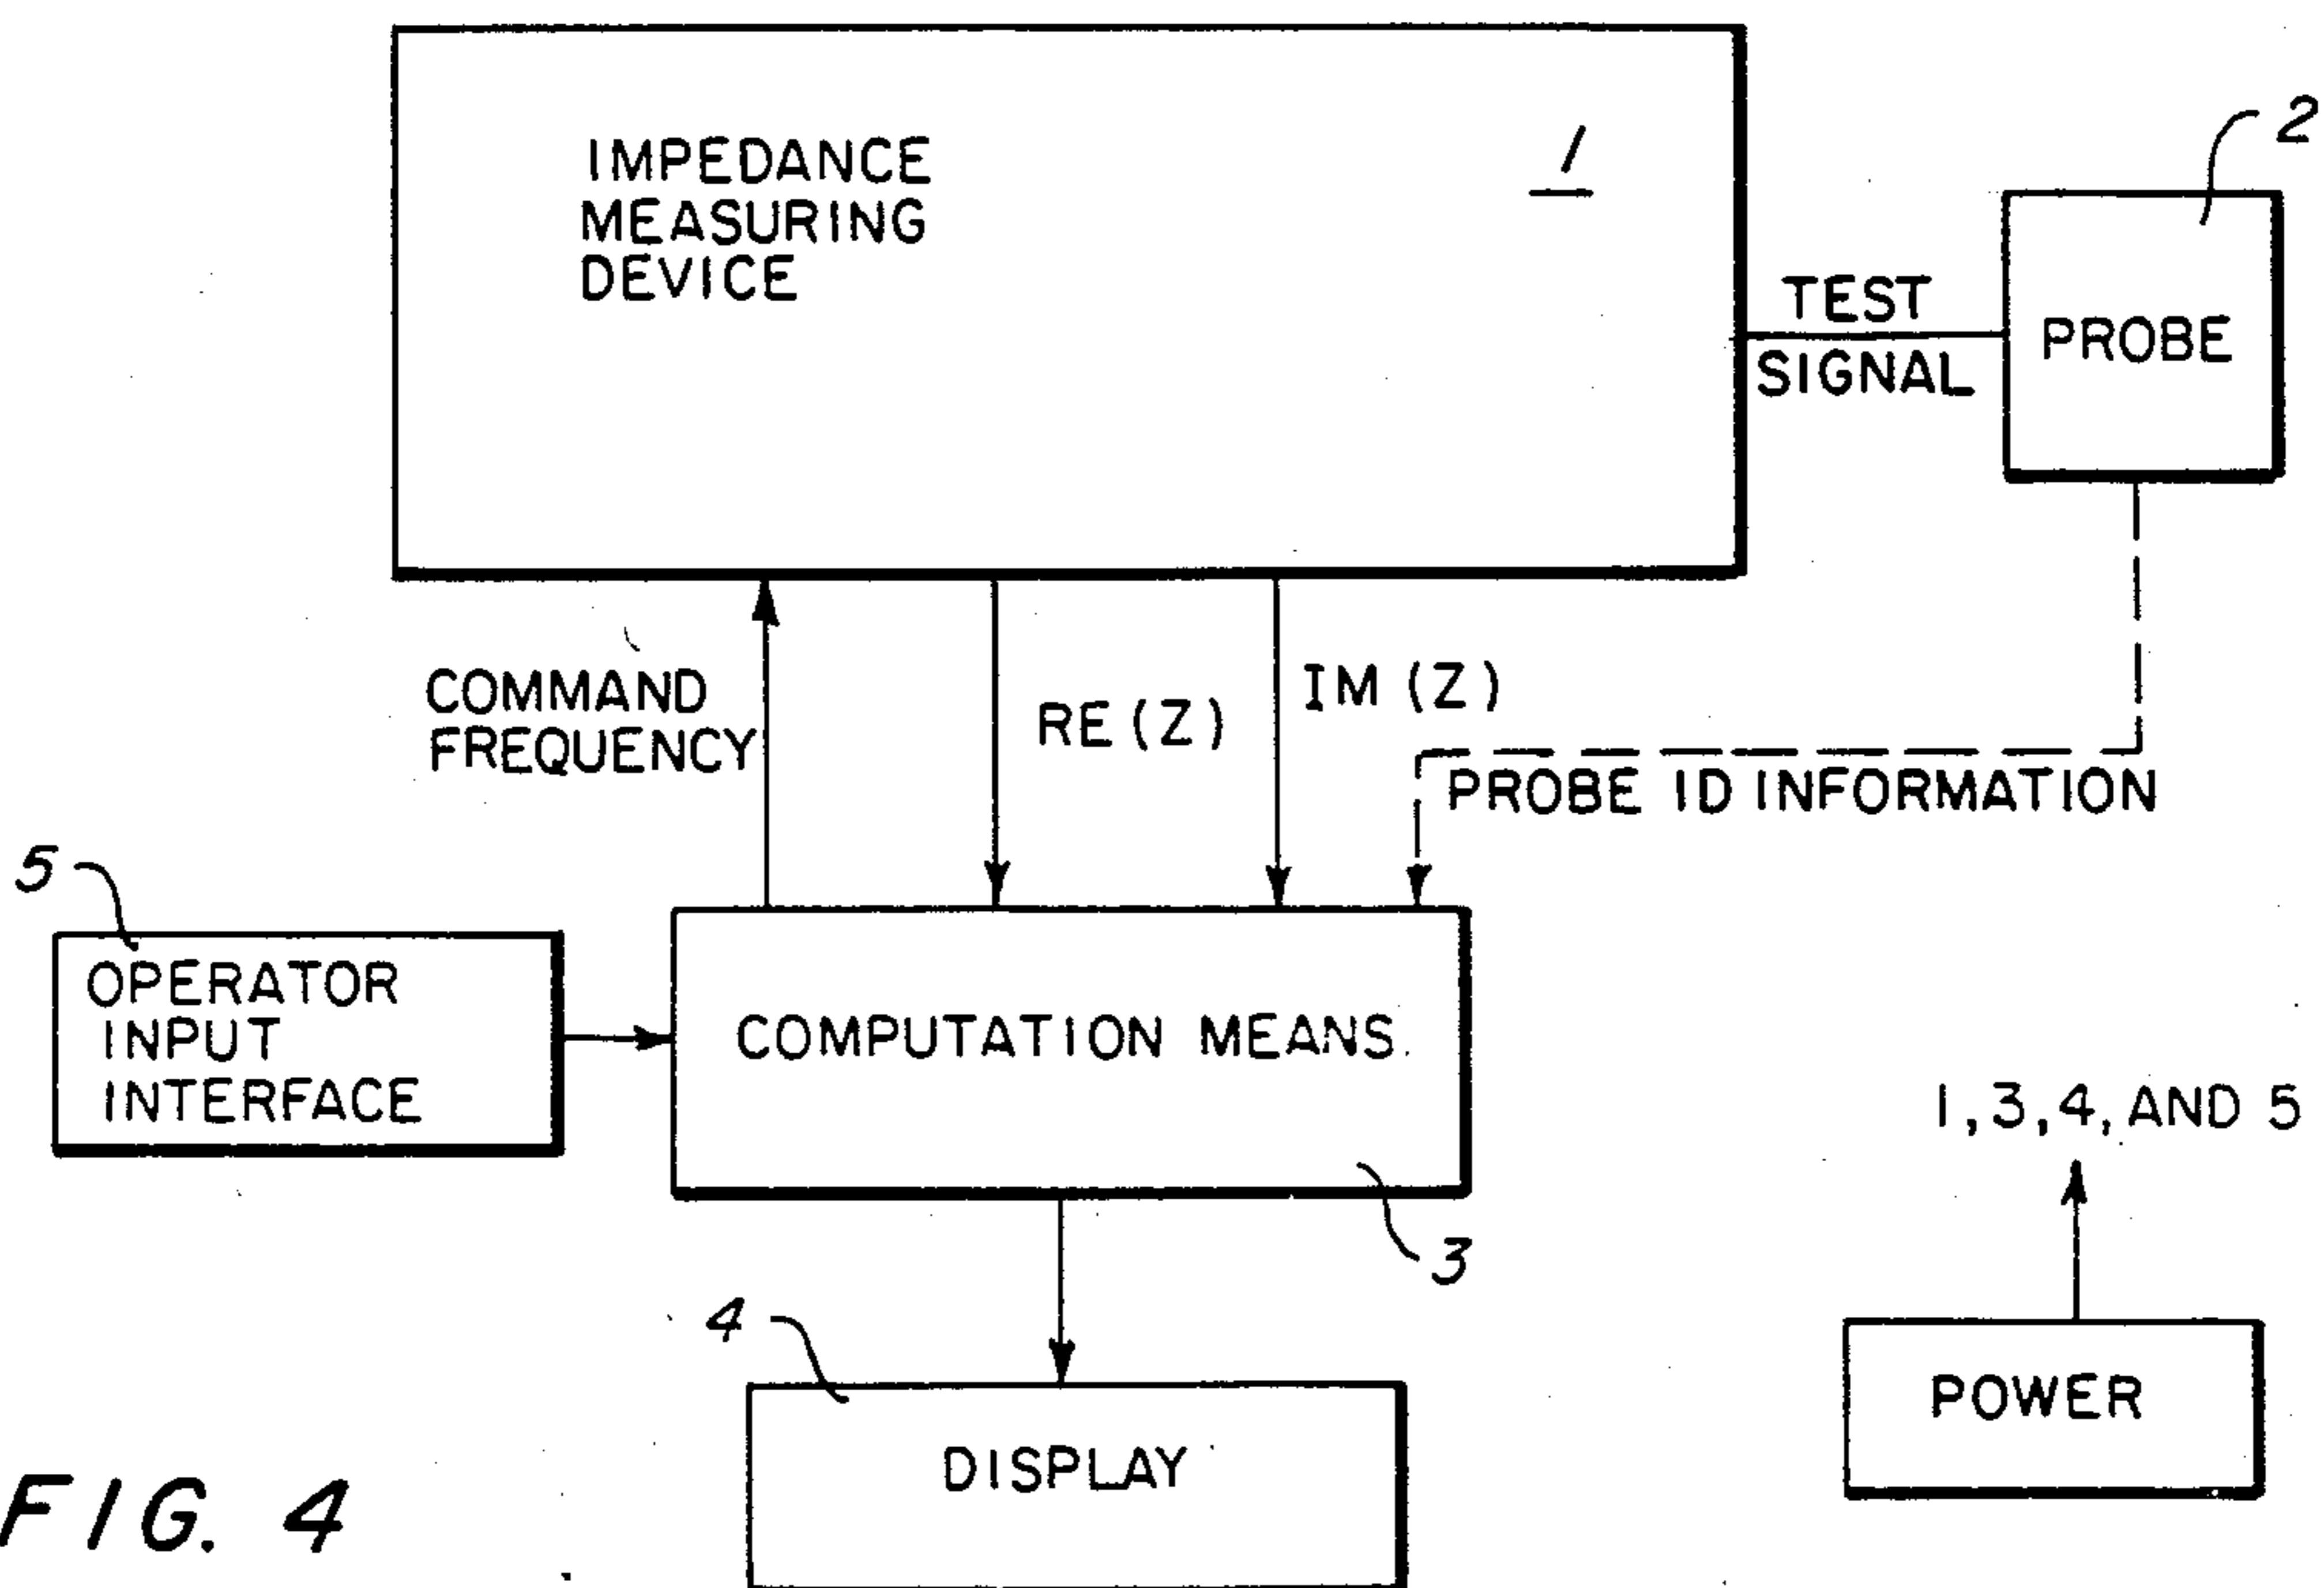 IMPEDANCE
MEASURING
DEVICE
1
2
TEST
SIGNAL
PROBE
COMMAND
FREQUENCY
RE (Z)
IM (Z)
PROBE ID INFORMATION
5
OPERATOR
INPUT
INTERFACE
COMPUTATION MEANS
3
1,3,4, AND 5
4
DISPLAY
POWER
FIG. 4